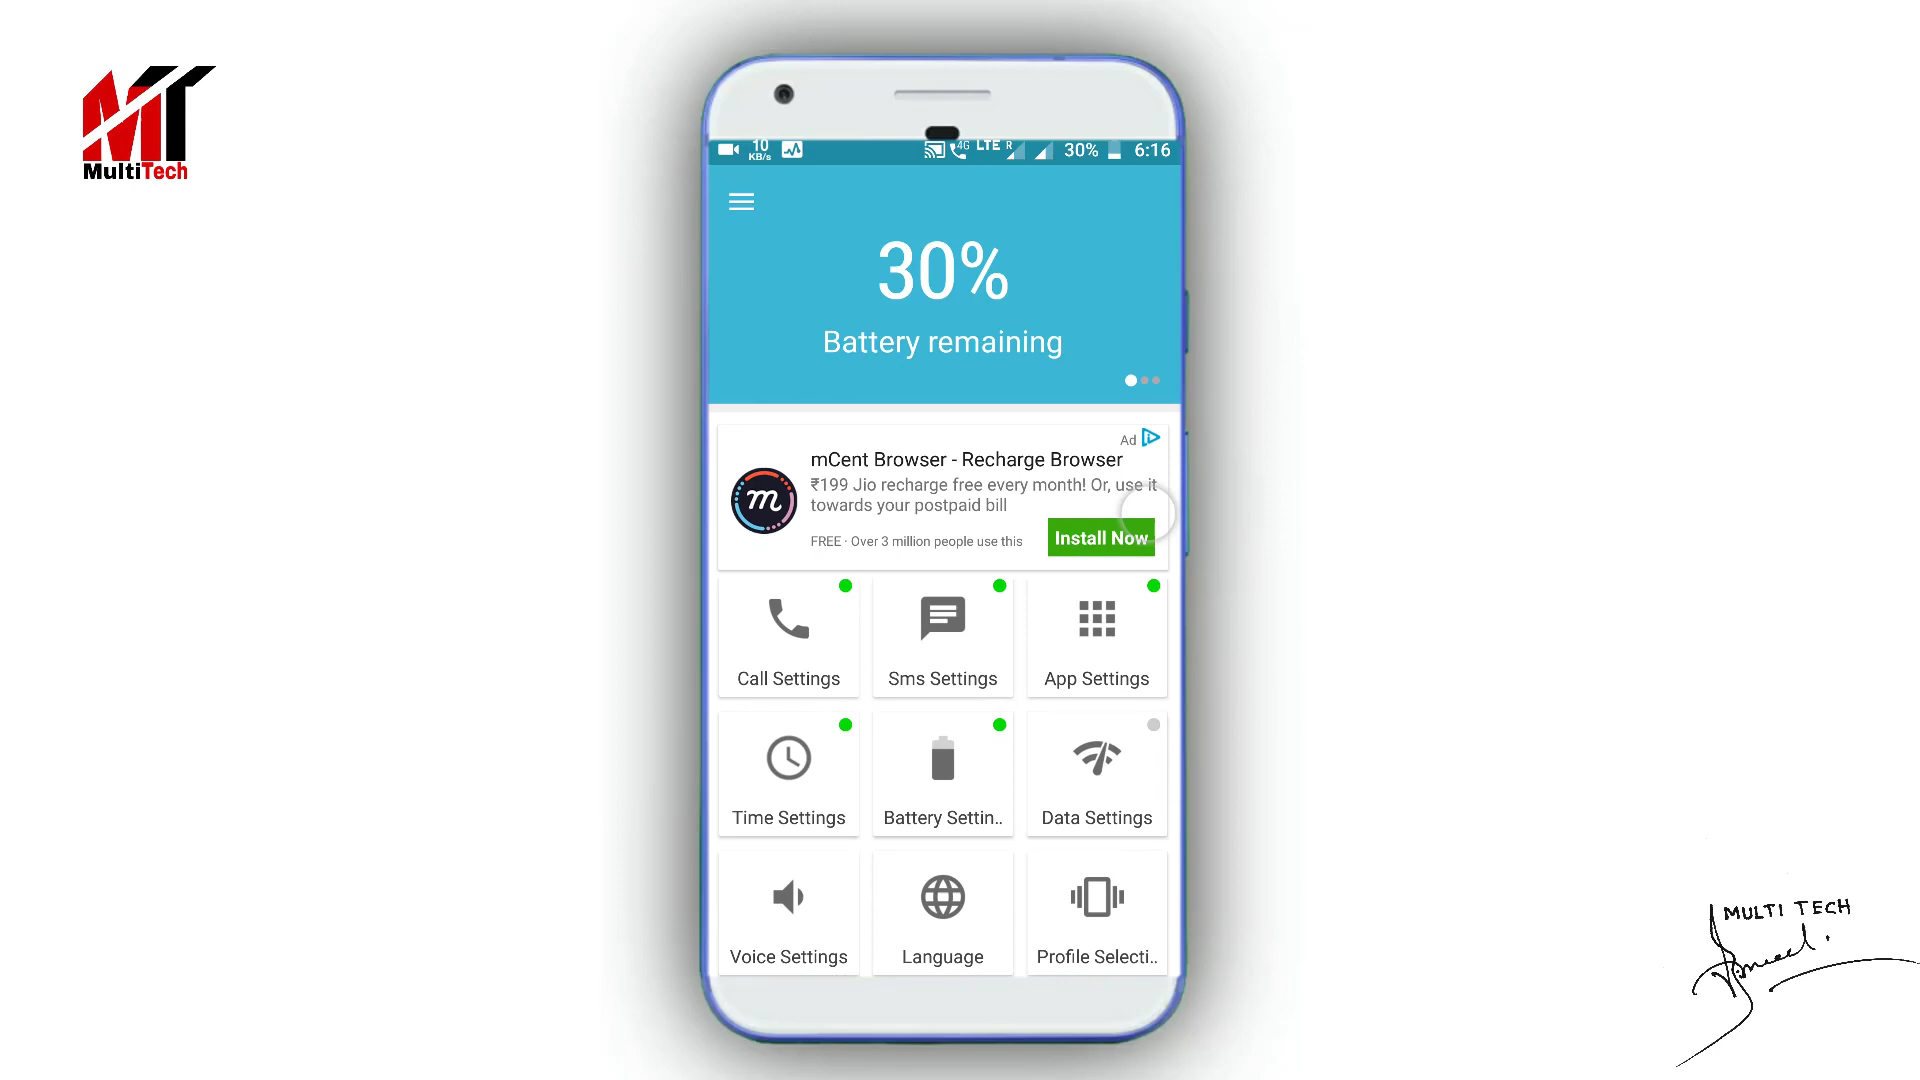 MT
MultiTech
10
KB/s
4G
LTE R
30%
6:16
30%
Battery remaining
Ad
mCent Browser - Recharge Browser
₹199 Jio recharge free every month! Or, use it
towards your postpaid bill
m
FREE · Over 3 million people use this
Install Now
Call Settings
Sms Settings
App Settings
Time Settings
Battery Settin..
Data Settings
Voice Settings
Language
Profile Selecti..
MULTI TECH